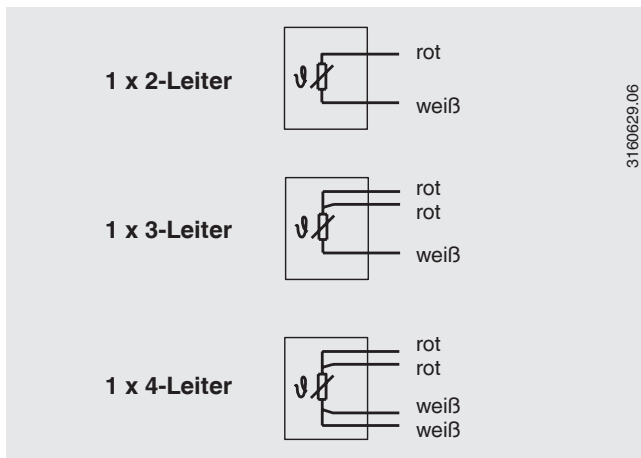 1 x 2-Leiter
ϑ
rot
weiß
1 x 3-Leiter
ϑ
rot
rot
weiß
1 x 4-Leiter
ϑ
rot
rot
weiß
weiß
3160629.06